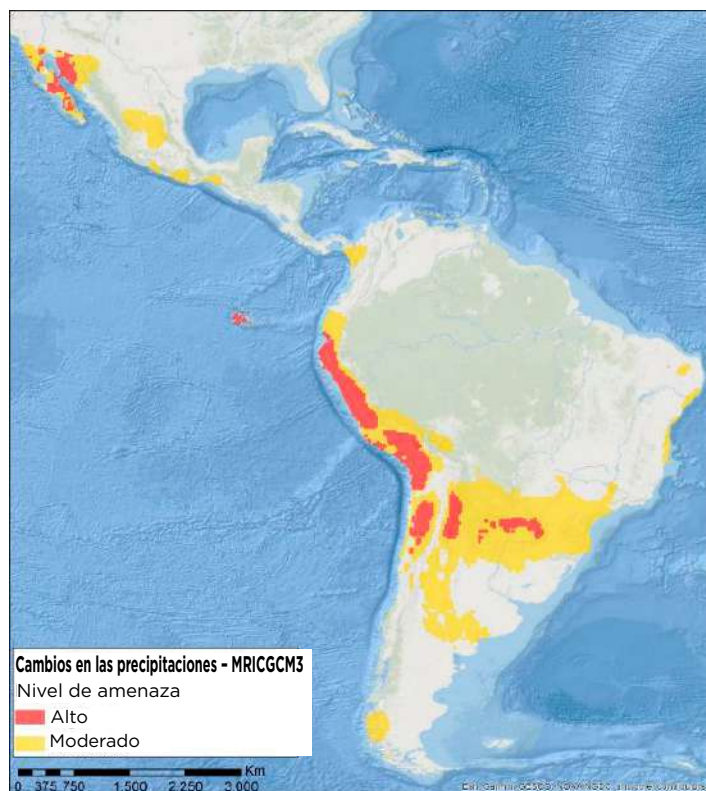 Cambios en las precipitaciones – MRICGCM3
Nivel de amenaza
Alto
Moderado
Km
0 375 750 1.500 2.250 3.000